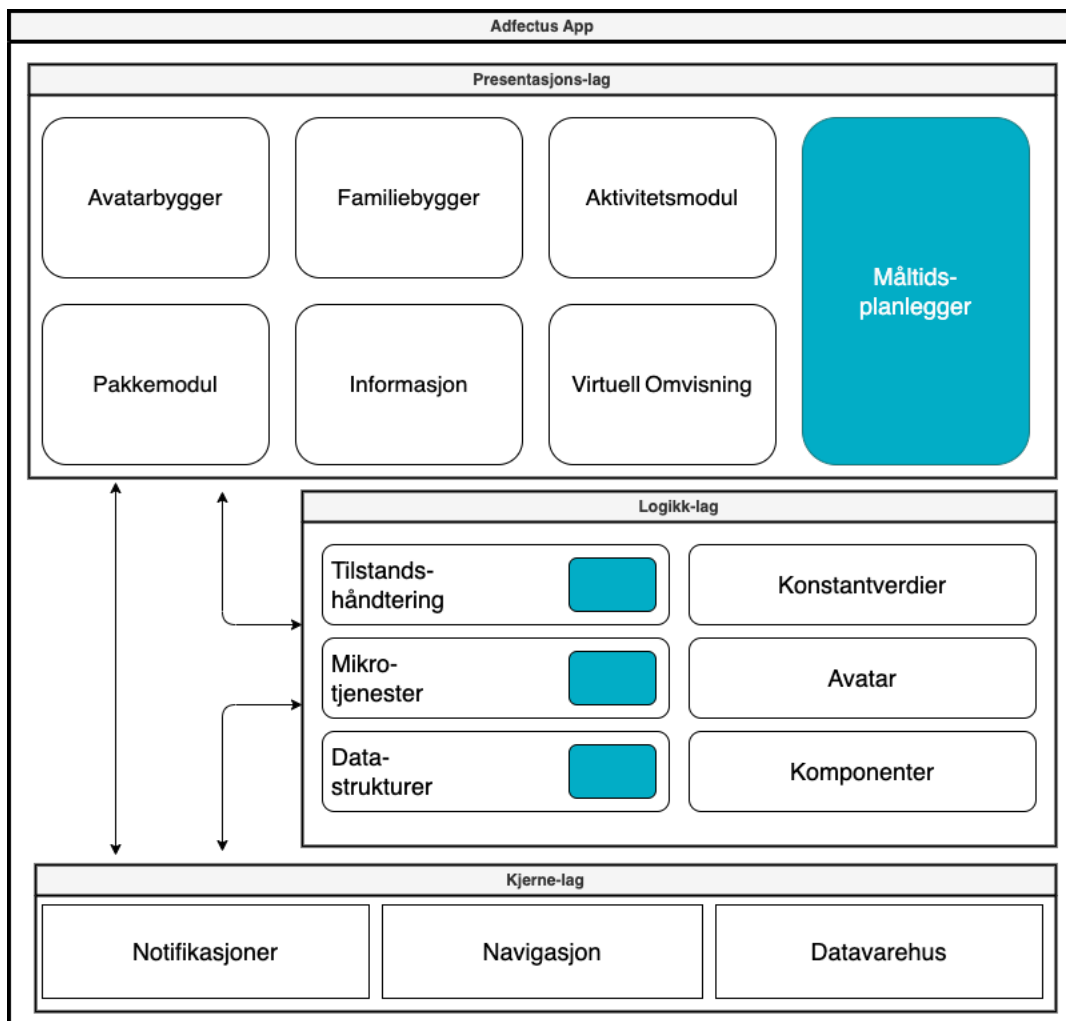 Adfectus App
Presentasjons-lag
Avatarbygger
Familiebygger
Aktivitetsmodul
Måltids-
planlegger
Pakkemodul
Informasjon
Virtuell Omvisning
Logikk-lag
Tilstands-
håndtering
Konstantverdier
Mikro-
tjenester
Avatar
Data-
strukturer
Komponenter
Kjerne-lag
Notifikasjoner
Navigasjon
Datavarehus